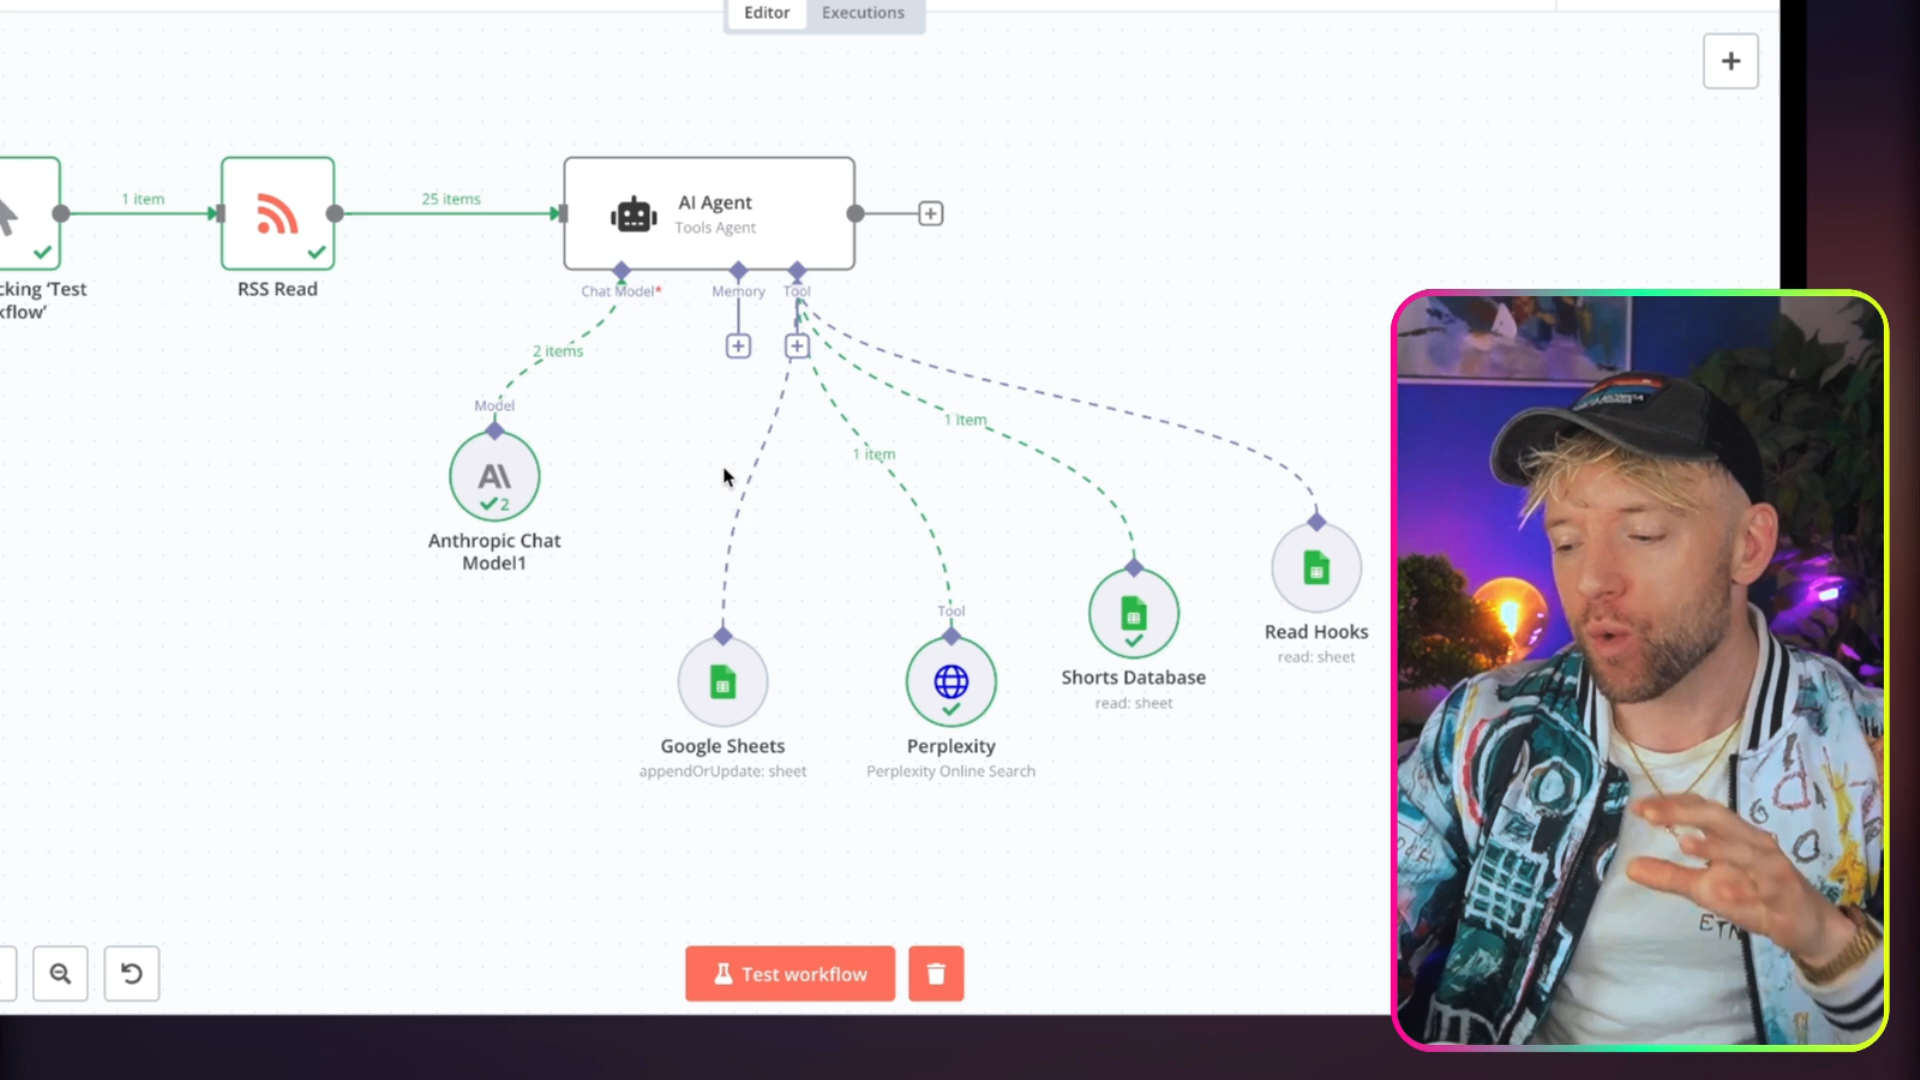 Editor
Executions
1 item
25 items
AI Agent
Tools Agent
cking ‘Test
kflow’
RSS Read
Chat Model*
Memory
Tool
2 items
Model
1 item
1 item
2
Anthropic Chat
Model1
Tool
Read Hooks
read: sheet
Shorts Database
read: sheet
Google Sheets
appendOrUpdate: sheet
Perplexity
Perplexity Online Search
Test workflow